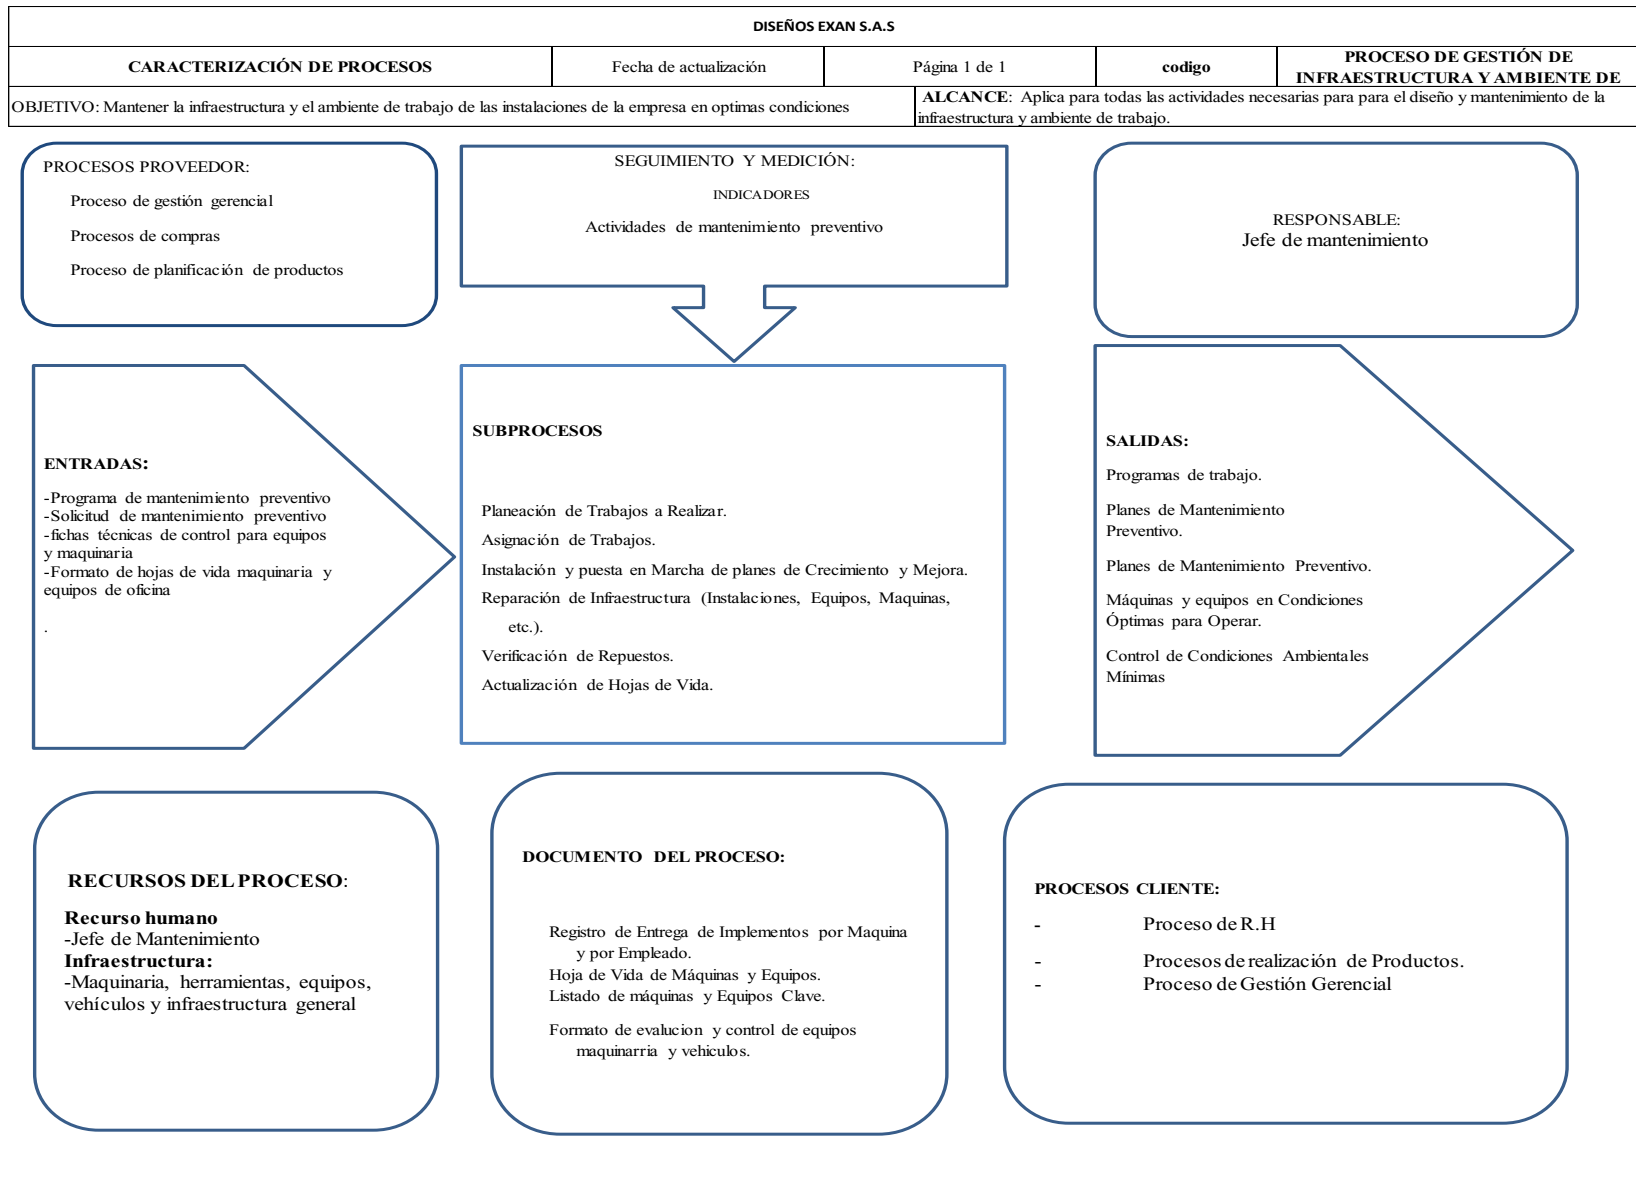 DISEÑOS EXAN S.A.S
CARACTERIZACIÓN DE PROCESOS
Fecha de actualización
Página 1 de 1
codigo
PROCESO DE GESTIÓN DE
INFRAESTRUCTURA Y AMBIENTE DE
OBJETIVO: Mantener la infraestructura y el ambiente de trabajo de las instalaciones de la empresa en optimas condiciones
ALCANCE: Aplica para todas las actividades necesarias para para el diseño y mantenimiento de la
infraestructura y ambiente de trabajo.
PROCESOS PROVEEDOR:
Proceso de gestión gerencial
Procesos de compras
Proceso de planificación de productos
SEGUIMIENTO Y MEDICIÓN:
INDICADORES
Actividades de mantenimiento preventivo
RESPONSABLE:
Jefe de mantenimiento
ENTRADAS:
-Programa de mantenimiento preventivo
-Solicitud de mantenimiento preventivo
-fichas técnicas de control para equipos
y maquinaria
-Formato de hojas de vida maquinaria y
equipos de oficina
.
SUBPROCESOS
Planeación de Trabajos a Realizar.
Asignación de Trabajos.
Instalación y puesta en Marcha de planes de Crecimiento y Mejora.
Reparación de Infraestructura (Instalaciones, Equipos, Maquinas,
etc.).
Verificación de Repuestos.
Actualización de Hojas de Vida.
SALIDAS:
Programas de trabajo.
Planes de Mantenimiento
Preventivo.
Planes de Mantenimiento Preventivo.
Máquinas y equipos en Condiciones
Óptimas para Operar.
Control de Condiciones Ambientales
Mínimas
RECURSOS DEL PROCESO:
Recurso humano
-Jefe de Mantenimiento
Infraestructura:
-Maquinaria, herramientas, equipos,
vehículos y infraestructura general
DOCUMENTO DEL PROCESO:
Registro de Entrega de Implementos por Maquina
y por Empleado.
Hoja de Vida de Máquinas y Equipos.
Listado de máquinas y Equipos Clave.
Formato de evalucion y control de equipos
maquinarria y vehiculos.
PROCESOS CLIENTE:
- Proceso de R.H
- Procesos de realización de Productos.
- Proceso de Gestión Gerencial